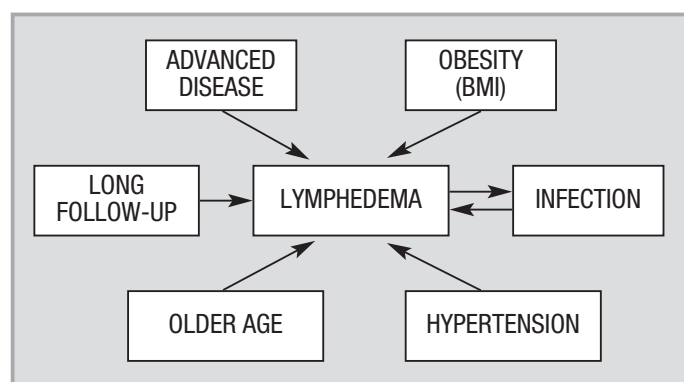 ADVANCED
DISEASE
OBESITY
(BMI)
LONG
FOLLOW-UP
LYMPHEDEMA
INFECTION
OLDER AGE
HYPERTENSION